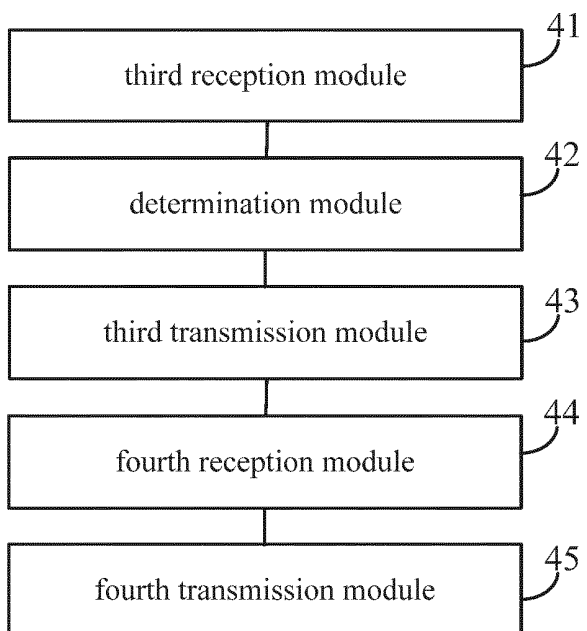 41
third reception module
42
determination module
43
third transmission module
44
fourth reception module
45
fourth transmission module